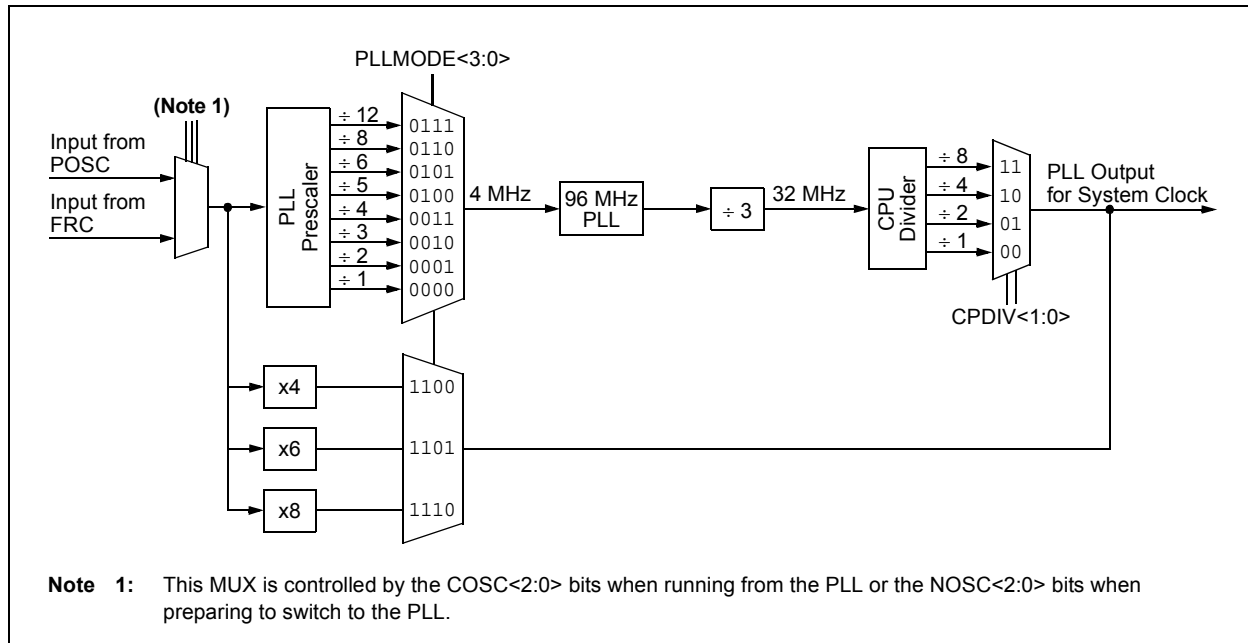 PLLMODE<3:0>
(Note 1)
Input from
POSC
Input from
FRC
PLL
Prescaler
÷ 12
÷ 8
÷ 6
÷ 5
÷ 4
÷ 3
÷ 2
÷ 1
0111
0110
0101
0100
0011
0010
0001
0000
4 MHz
96 MHz
PLL
÷ 3
32 MHz
CPU
Divider
÷ 8
÷ 4
÷ 2
÷ 1
11
10
01
00
PLL Output
for System Clock
CPDIV<1:0>
x4
1100
x6
1101
x8
1110
Note 1: This MUX is controlled by the COSC<2:0> bits when running from the PLL or the NOSC<2:0> bits when
preparing to switch to the PLL.